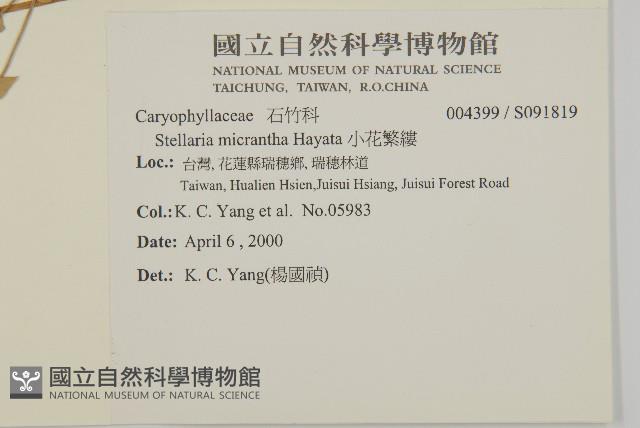 國立自然科學博物館
NATIONAL MUSEUM OF NATURAL SCIENCE
TAICHUNG, TAIWAN, R.O.CHINA
Caryophyllaceae 石竹科 004399 / S091819
Stellaria micrantha Hayata 小花繁縷
Loc.: 台灣, 花蓮縣瑞穗鄉, 瑞穗林道
Taiwan, Hualien Hsien,Juisui Hsiang, Juisui Forest Road
Col.: K. C. Yang et al. No.05983
Date: April 6 , 2000
Det.: K. C. Yang(楊國禎)
國立自然科學博物館
NATIONAL MUSEUM OF NATURAL SCIENCE